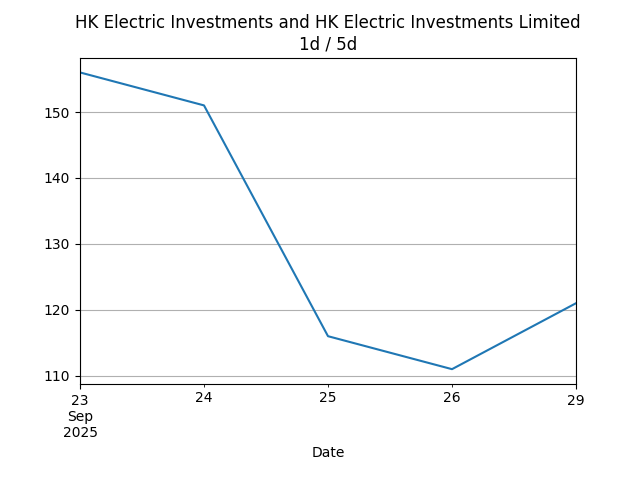 HK Electric Investments and HK Electric Investments Limited
1d / 5d
150
140
130
120
110
23 24 25 26 29
Sep
2025
Date